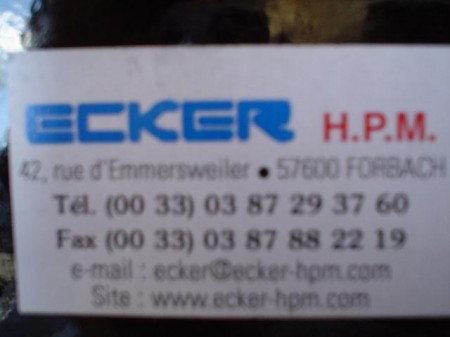 ECKER H.P.M.
42, rue d'Emmersweiler • 57600 FORBACH
Tél. (00 33) 03 87 29 37 60
Fax (00 33) 03 87 88 22 19
e-mail : ecker@ecker-hpm.com
Site : www.ecker-hpm.com